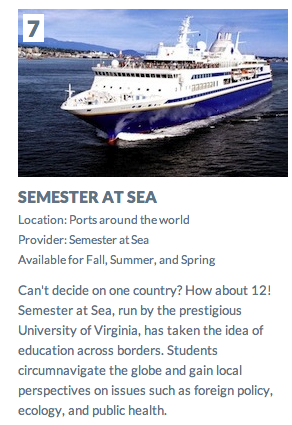 7
SEMESTER AT SEA
Location: Ports around the world
Provider: Semester at Sea
Available for Fall, Summer, and Spring
Can't decide on one country? How about 12!
Semester at Sea, run by the prestigious
University of Virginia, has taken the idea of
education across borders. Students
circumnavigate the globe and gain local
perspectives on issues such as foreign policy,
ecology, and public health.